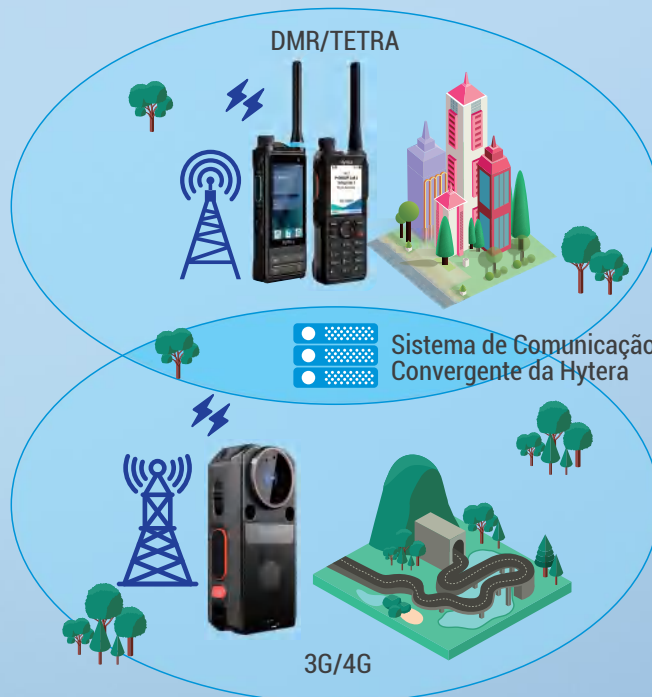 DMR/TETRA
Sistema de Comunicação
Convergente da Hytera
3G/4G